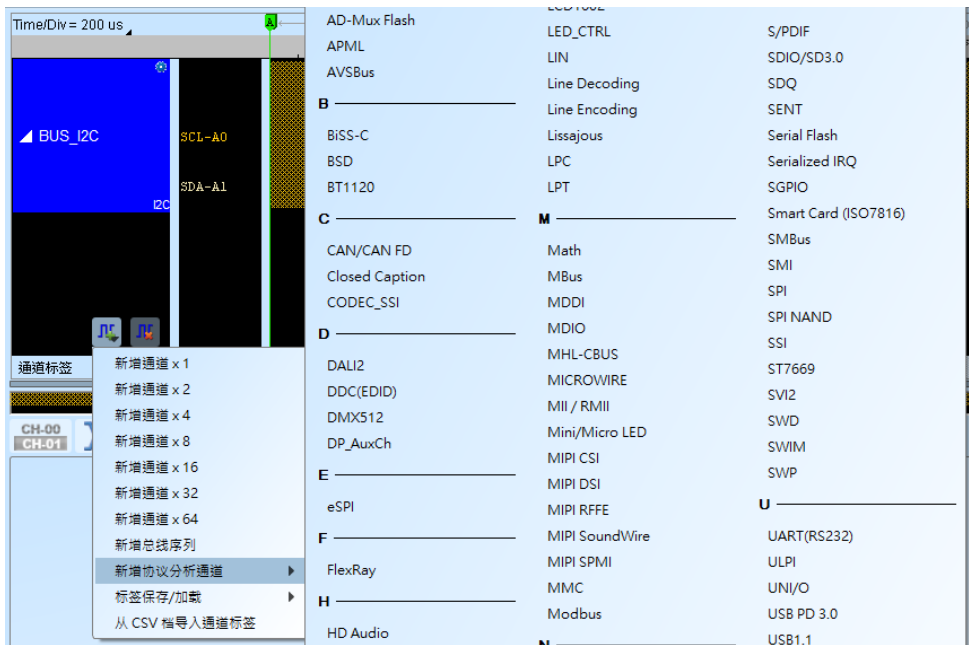 Time/Div = 200 us
A
BUS_I2C
I2C
SCL-A0
SDA-A1
通道标签
CH-00
CH-01
新增通道 x 1
新增通道 x 2
新增通道 x 4
新增通道 x 8
新增通道 x 16
新增通道 x 32
新增通道 x 64
新增总线序列
新增协议分析通道
标签保存/加载
从 CSV 档导入通道标签
AD-Mux Flash
APML
AVSBus
B
BiSS-C
BSD
BT1120
C
CAN/CAN FD
Closed Caption
CODEC_SSI
D
DALI2
DDC(EDID)
DMX512
DP_AuxCh
E
eSPI
F
FlexRay
H
HD Audio
LCD1602
LED_CTRL
LIN
Line Decoding
Line Encoding
Lissajous
LPC
LPT
M
Math
MBus
MDDI
MDIO
MHL-CBUS
MICROWIRE
MII / RMII
Mini/Micro LED
MIPI CSI
MIPI DSI
MIPI RFFE
MIPI SoundWire
MIPI SPMI
MMC
Modbus
N
S/PDIF
SDIO/SD3.0
SDQ
SENT
Serial Flash
Serialized IRQ
SGPIO
Smart Card (ISO7816)
SMBus
SMI
SPI
SPI NAND
SSI
ST7669
SVI2
SWD
SWIM
SWP
U
UART(RS232)
ULPI
UNI/O
USB PD 3.0
USB1.1